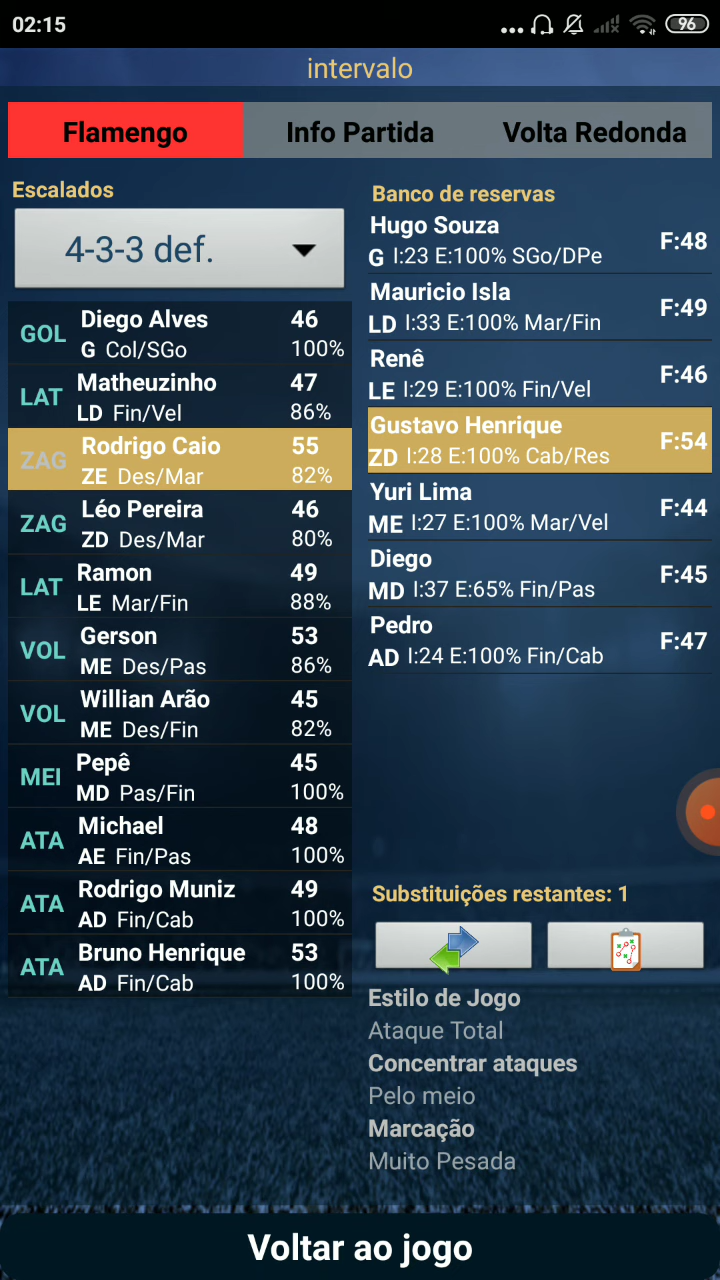 02:15
96
intervalo
Flamengo
Info Partida
Volta Redonda
Escalados
4-3-3 def.
GOL Diego Alves 46
G Col/SGo 100%
LAT Matheuzinho 47
LD Fin/Vel 86%
ZAG Rodrigo Caio 55
ZE Des/Mar 82%
ZAG Léo Pereira 46
ZD Des/Mar 80%
LAT Ramon 49
LE Mar/Fin 88%
VOL Gerson 53
ME Des/Pas 86%
VOL Willian Arão 45
ME Des/Fin 82%
MEI Pepê 45
MD Pas/Fin 100%
ATA Michael 48
AE Fin/Pas 100%
ATA Rodrigo Muniz 49
AD Fin/Cab 100%
ATA Bruno Henrique 53
AD Fin/Cab 100%
Banco de reservas
Hugo Souza F:48
G I:23 E:100% SGo/DPe
Mauricio Isla F:49
LD I:33 E:100% Mar/Fin
Renê F:46
LE I:29 E:100% Fin/Vel
Gustavo Henrique F:54
ZD I:28 E:100% Cab/Res
Yuri Lima F:44
ME I:27 E:100% Mar/Vel
Diego F:45
MD I:37 E:65% Fin/Pas
Pedro F:47
AD I:24 E:100% Fin/Cab
Substituições restantes: 1
Estilo de Jogo
Ataque Total
Concentrar ataques
Pelo meio
Marcação
Muito Pesada
Voltar ao jogo